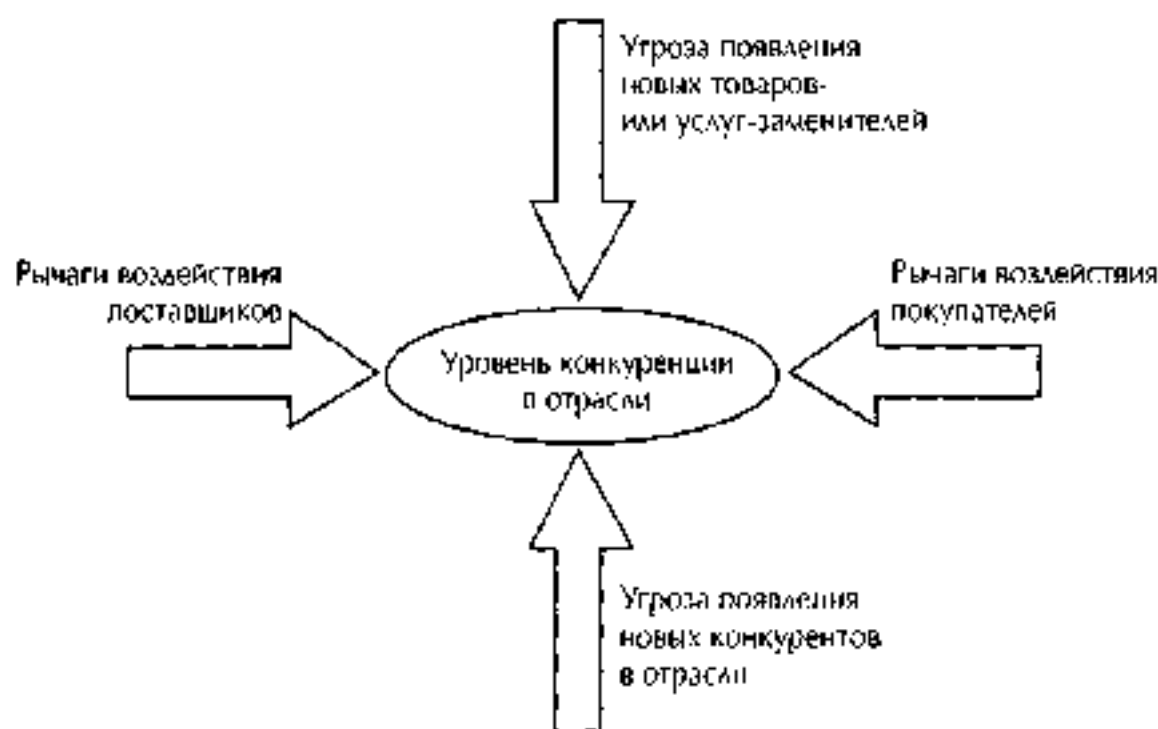 Угроза появления
новых товаров-
или услуг-заменителей
Рычаги воздействия
поставщиков
Рычаги воздействия
покупателей
Уровень конкуренции
в отрасли
Угроза появления
новых конкурентов
в отрасли